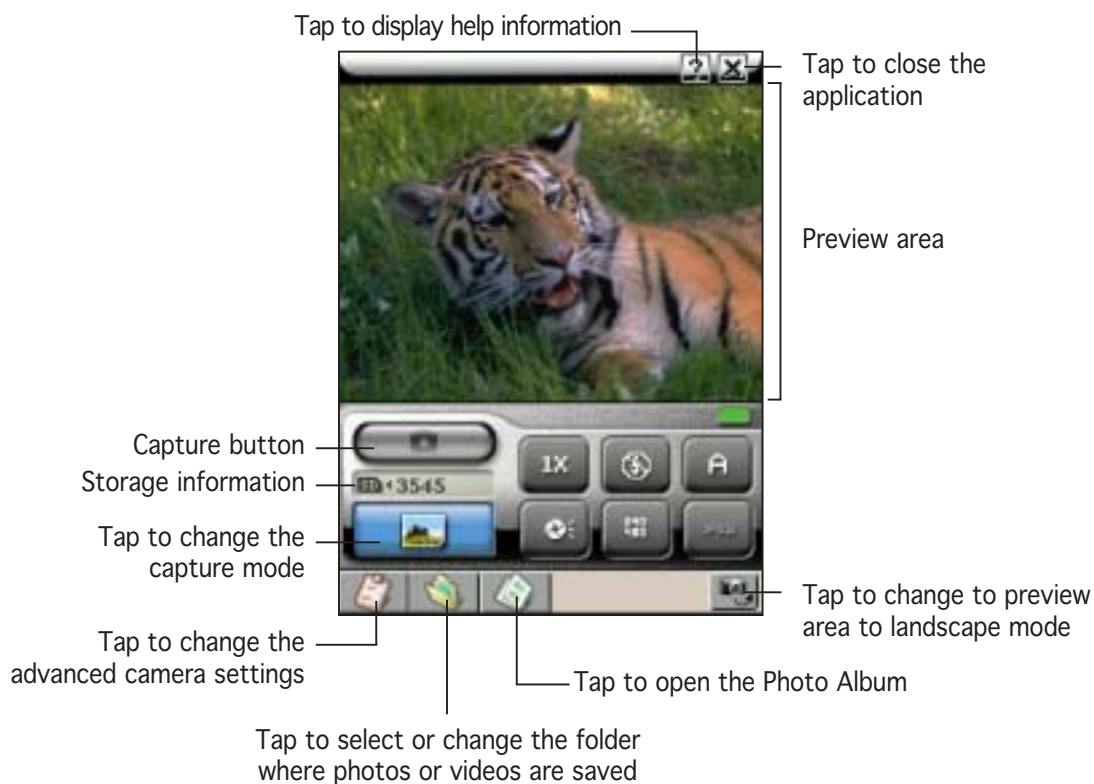 Tap to display help information
?
X
Tap to close the
application
Preview area
Capture button
Storage information
3545
1X
A
Tap to change the
capture mode
Tap to change to preview
area to landscape mode
Tap to change the
advanced camera settings
Tap to open the Photo Album
Tap to select or change the folder
where photos or videos are saved